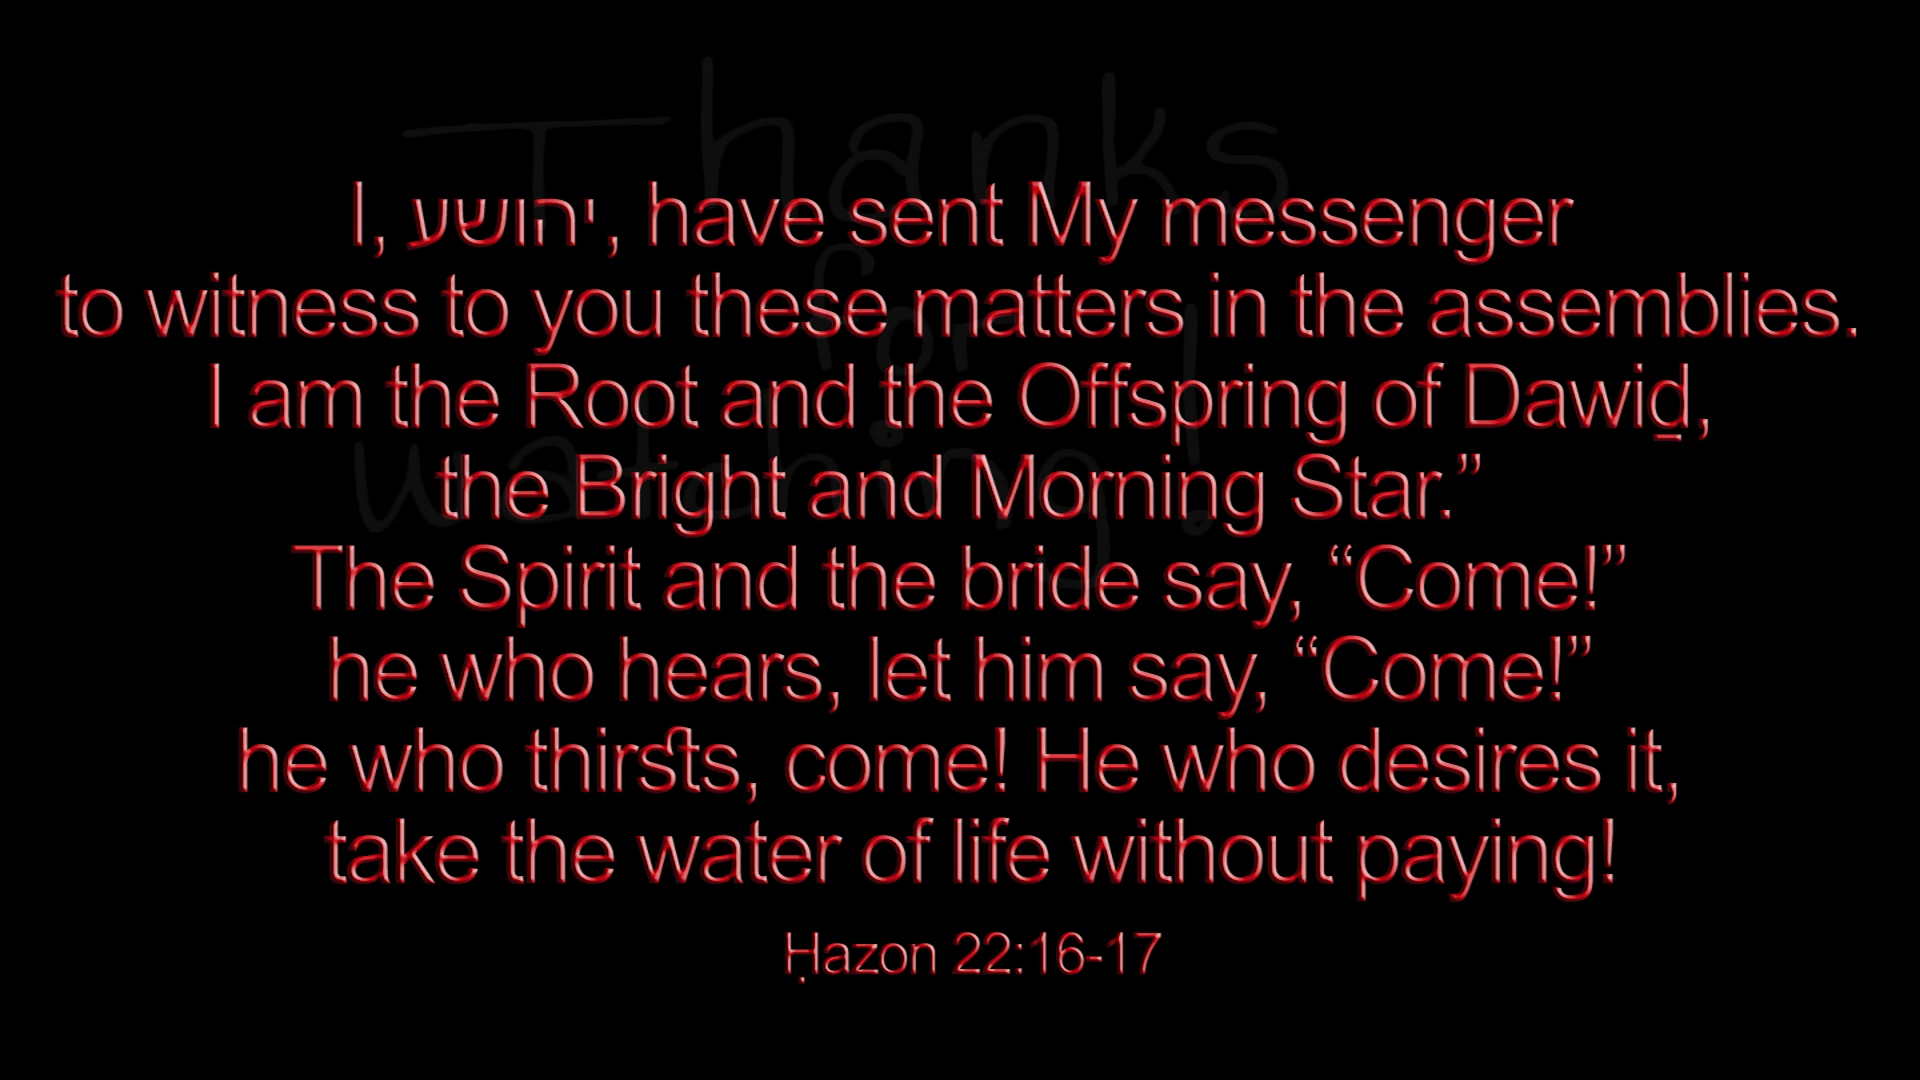 Thanks
for
watching!
I, יהושע, have sent My messenger
to witness to you these matters in the assemblies.
I am the Root and the Offspring of Dawiḏ,
the Bright and Morning Star.”
The Spirit and the bride say, “Come!”
he who hears, let him say, “Come!”
he who thirsts, come! He who desires it,
take the water of life without paying!
Ḥazon 22:16-17